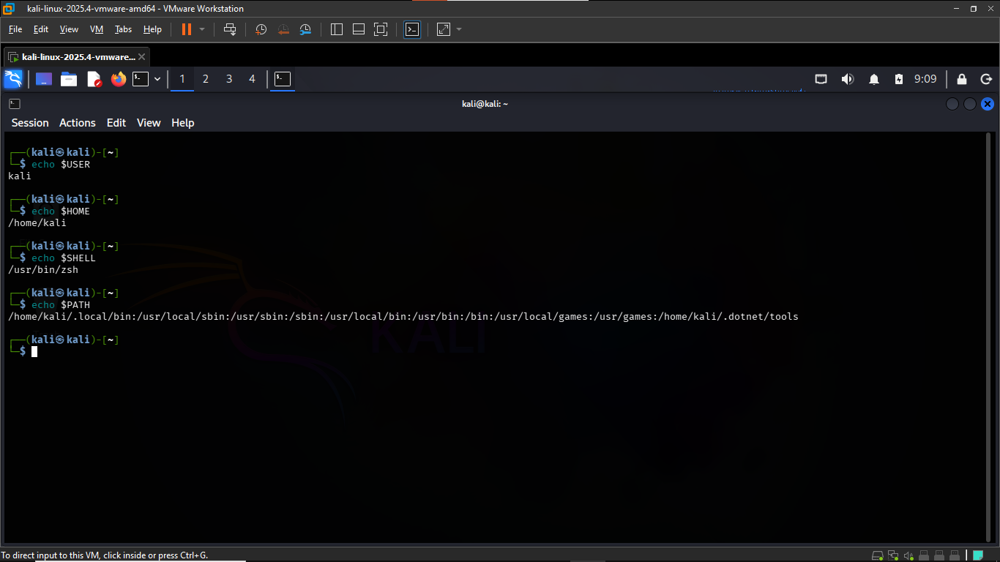 kali-linux-2025.4-vmware-amd64 - VMware Workstation
File Edit View VM Tabs Help
kali-linux-2025.4-vmware...
1 2 3 4 9:09
kali@kali: ~
Session Actions Edit View Help
┌──(kali㉿kali)-[~]
└─$ echo $USER
kali
┌──(kali㉿kali)-[~]
└─$ echo $HOME
/home/kali
┌──(kali㉿kali)-[~]
└─$ echo $SHELL
/usr/bin/zsh
┌──(kali㉿kali)-[~]
└─$ echo $PATH
/home/kali/.local/bin:/usr/local/sbin:/usr/sbin:/sbin:/usr/local/bin:/usr/bin:/bin:/usr/local/games:/usr/games:/home/kali/.dotnet/tools
┌──(kali㉿kali)-[~]
└─$
KALI
To direct input to this VM, click inside or press Ctrl+G.